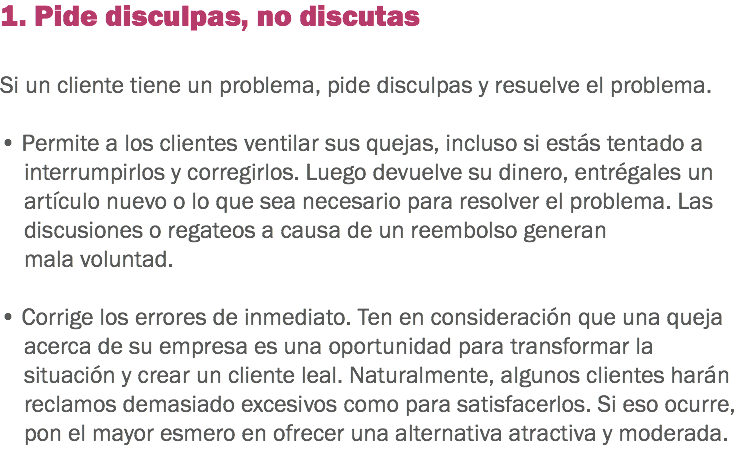 1. Pide disculpas, no discutas
Si un cliente tiene un problema, pide disculpas y resuelve el problema.
• Permite a los clientes ventilar sus quejas, incluso si estás tentado a
interrumpirlos y corregirlos. Luego devuelve su dinero, entrégales un
artículo nuevo o lo que sea necesario para resolver el problema. Las
discusiones o regateos a causa de un reembolso generan
mala voluntad.
• Corrige los errores de inmediato. Ten en consideración que una queja
acerca de su empresa es una oportunidad para transformar la
situación y crear un cliente leal. Naturalmente, algunos clientes harán
reclamos demasiado excesivos como para satisfacerlos. Si eso ocurre,
pon el mayor esmero en ofrecer una alternativa atractiva y moderada.